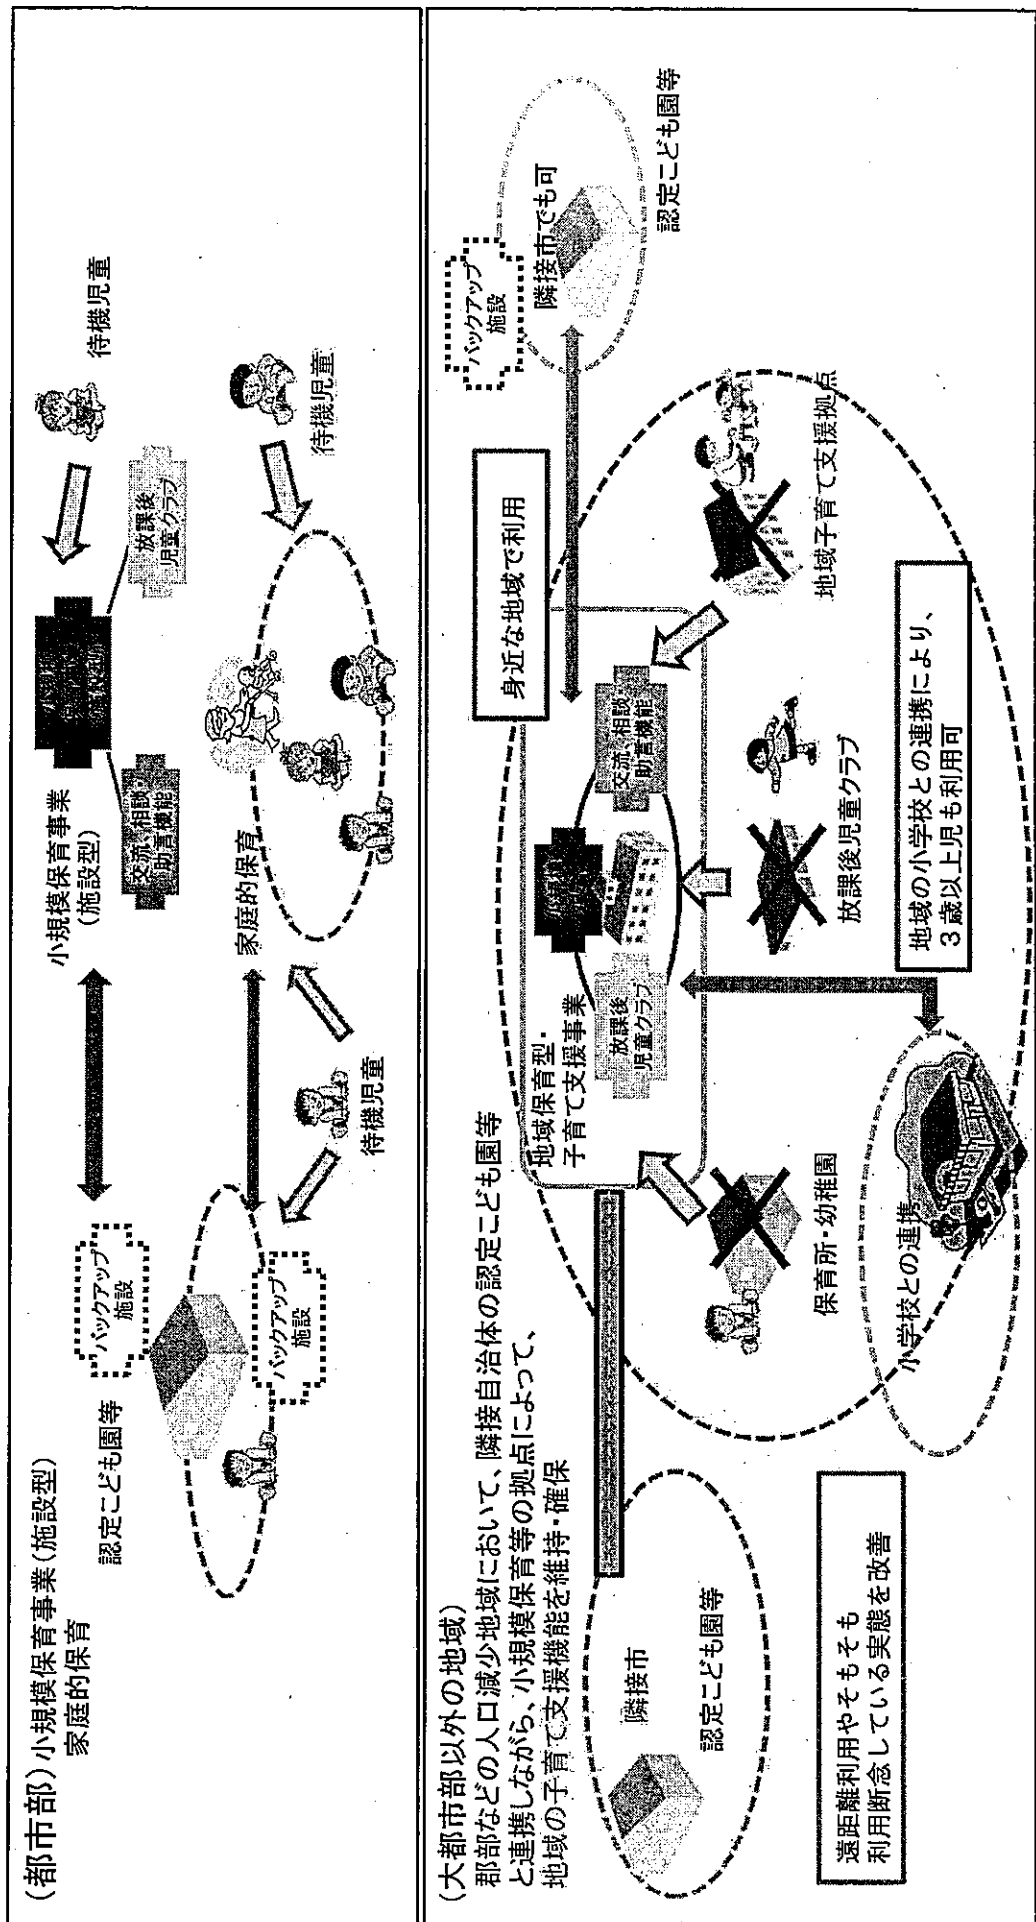 (都市部)小規模保育事業(施設型)
家庭的保育
認定こども園等
バックアップ
施設
バックアップ
施設
小規模保育事業
(施設型)
交流、相談・
助言機能
放課後
児童クラブ
待機児童
家庭的保育
待機児童
待機児童
(大都市部以外の地域)
郡部などの人口減少地域において、隣接自治体の認定こども園等
と連携しながら、小規模保育等の拠点によって、
地域の子育て支援機能を維持・確保
隣接市
認定こども園等
遠距離利用やそもそも
利用断念している実態を改善
地域保育型・
子育て支援事業
放課後
児童クラブ
交流、相談・
助言機能
身近な地域で利用
バックアップ
施設
隣接市でも可
認定こども園等
保育所・幼稚園
放課後児童クラブ
地域子育て支援拠点
小学校との連携
地域の小学校との連携により、
3歳以上児も利用可